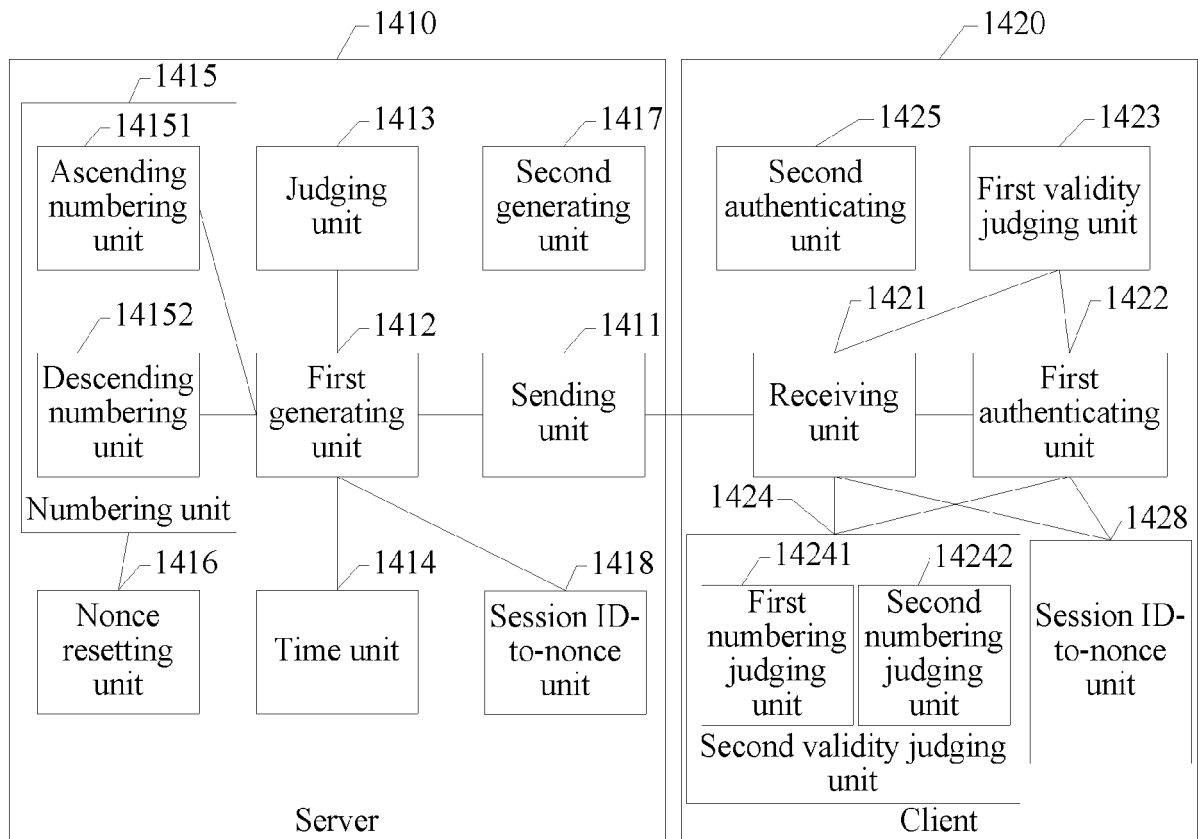 1410
1420
1415
14151
1413
1417
1425
1423
Ascending
numbering
unit
Judging
unit
Second
generating
unit
Second
authenticating
unit
First validity
judging unit
14152
1412
1411
1421
1422
Descending
numbering
unit
First
generating
unit
Sending
unit
Receiving
unit
First
authenticating
unit
Numbering unit
1424
1428
1416
1414
1418
14241
14242
Nonce
resetting
unit
Time unit
Session ID-
to-nonce
unit
First
numbering
judging
unit
Second
numbering
judging
unit
Session ID-
to-nonce
unit
Second validity judging
unit
Server
Client